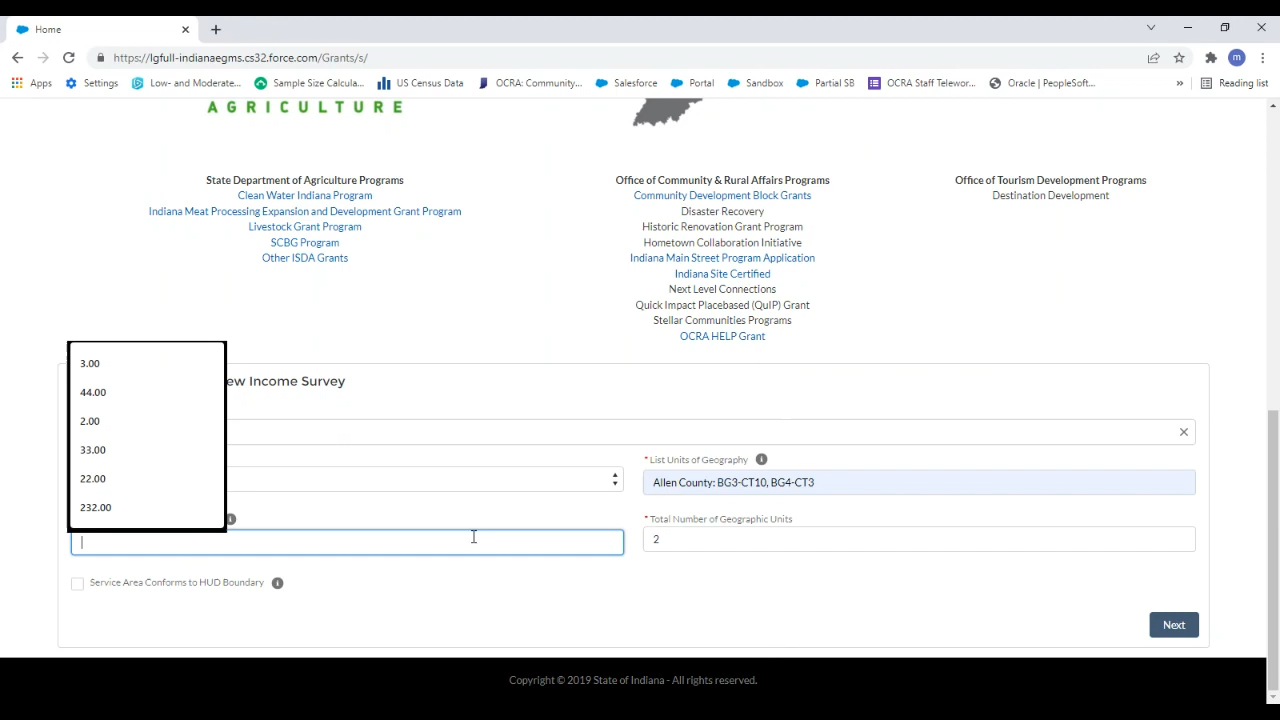 Home
https://lgfull-indianaegms.cs32.force.com/Grants/s/
m
Apps
Settings
Low- and Moderate...
Sample Size Calcula...
US Census Data
OCRA: Community...
Salesforce
Portal
Sandbox
Partial SB
OCRA Staff Telewor...
Oracle | PeopleSoft...
»
Reading list
AGRICULTURE
State Department of Agriculture Programs
Clean Water Indiana Program
Indiana Meat Processing Expansion and Development Grant Program
Livestock Grant Program
SCBG Program
Other ISDA Grants
Office of Community & Rural Affairs Programs
Community Development Block Grants
Disaster Recovery
Historic Renovation Grant Program
Hometown Collaboration Initiative
Indiana Main Street Program Application
Indiana Site Certified
Next Level Connections
Quick Impact Placebased (QuIP) Grant
Stellar Communities Programs
OCRA HELP Grant
Office of Tourism Development Programs
Destination Development
ew Income Survey
3.00
44.00
2.00
33.00
22.00
232.00
* List Units of Geography
Allen County: BG3-CT10, BG4-CT3
* Total Number of Geographic Units
2
Service Area Conforms to HUD Boundary
Next
Copyright © 2019 State of Indiana - All rights reserved.